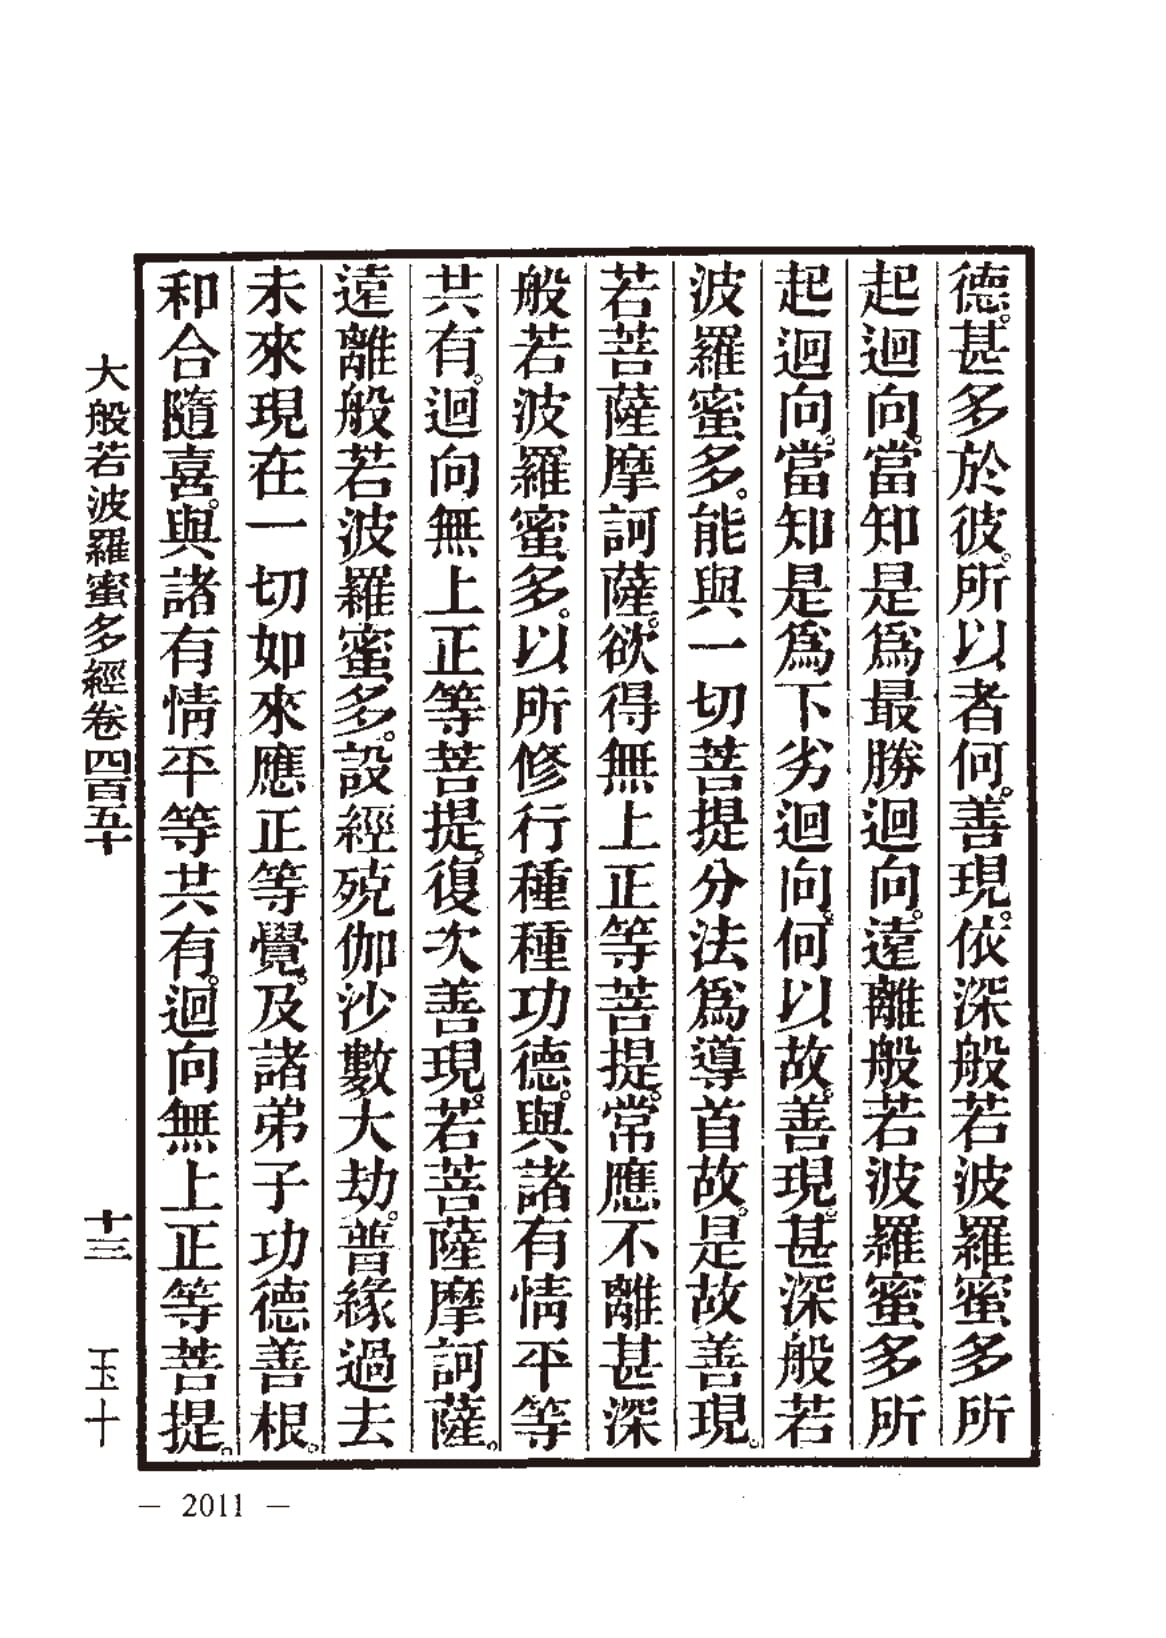 德。甚多於彼。所以者何。善現。依深般若波羅蜜多所
起迴向。當知是爲最勝迴向。遠離般若波羅蜜多所
起迴向。當知是爲下劣迴向。何以故。善現。甚深般若
波羅蜜多。能與一切菩提分法爲導首故。是故善現。
若菩薩摩訶薩。欲得無上正等菩提。常應不離甚深
般若波羅蜜多。以所修行種種功德。與諸有情平等
共有。迴向無上正等菩提。復次善現。若菩薩摩訶薩。
遠離般若波羅蜜多。設經殑伽沙數大劫。普緣過去
未來現在一切如來應正等覺。及諸弟子功德善根。
和合隨喜。與諸有情平等共有。迴向無上正等菩提。
大般若波羅蜜多經卷四百五十 十三 玉十
— 2011 —